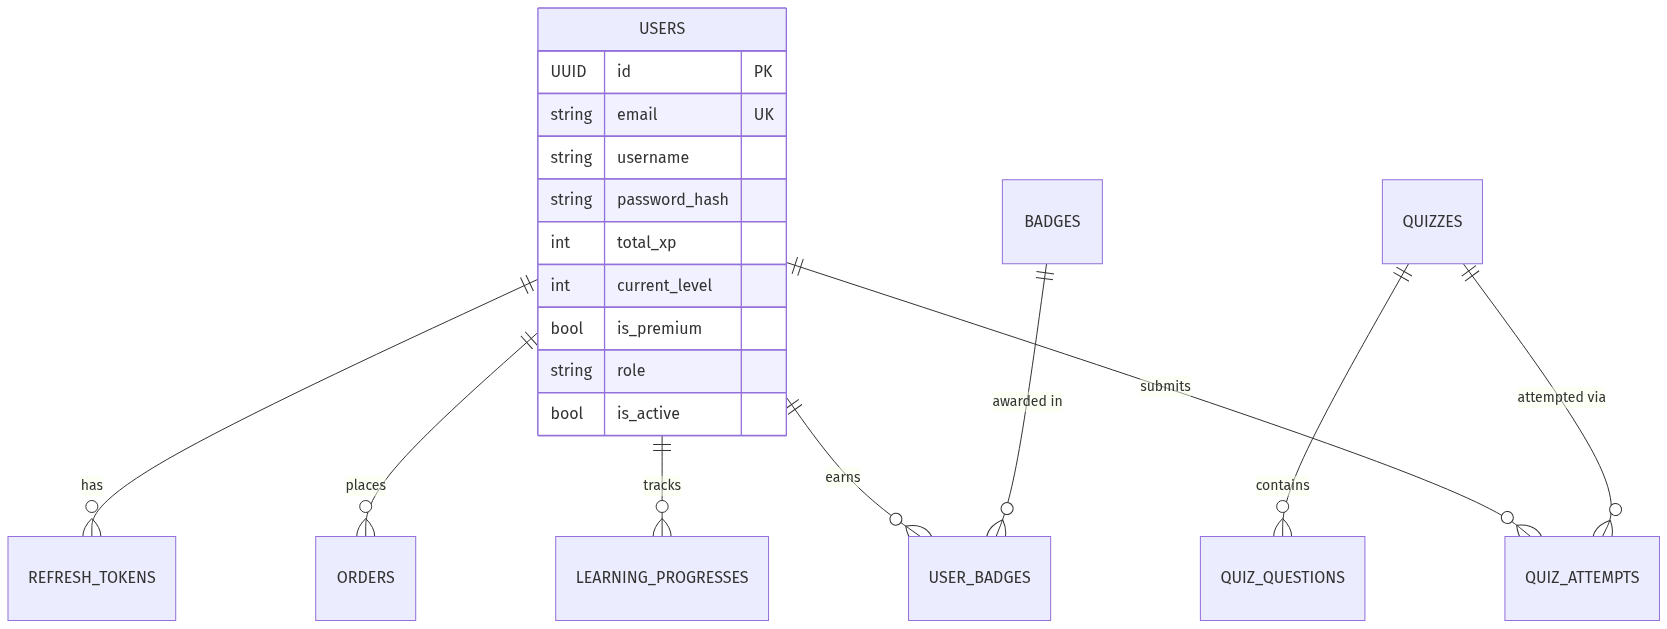 USERS
UUID id PK
string email UK
string username
string password_hash
int total_xp
int current_level
bool is_premium
string role
bool is_active
BADGES
QUIZZES
submits
awarded in
attempted via
has
places
tracks
earns
contains
REFRESH_TOKENS
ORDERS
LEARNING_PROGRESSES
USER_BADGES
QUIZ_QUESTIONS
QUIZ_ATTEMPTS